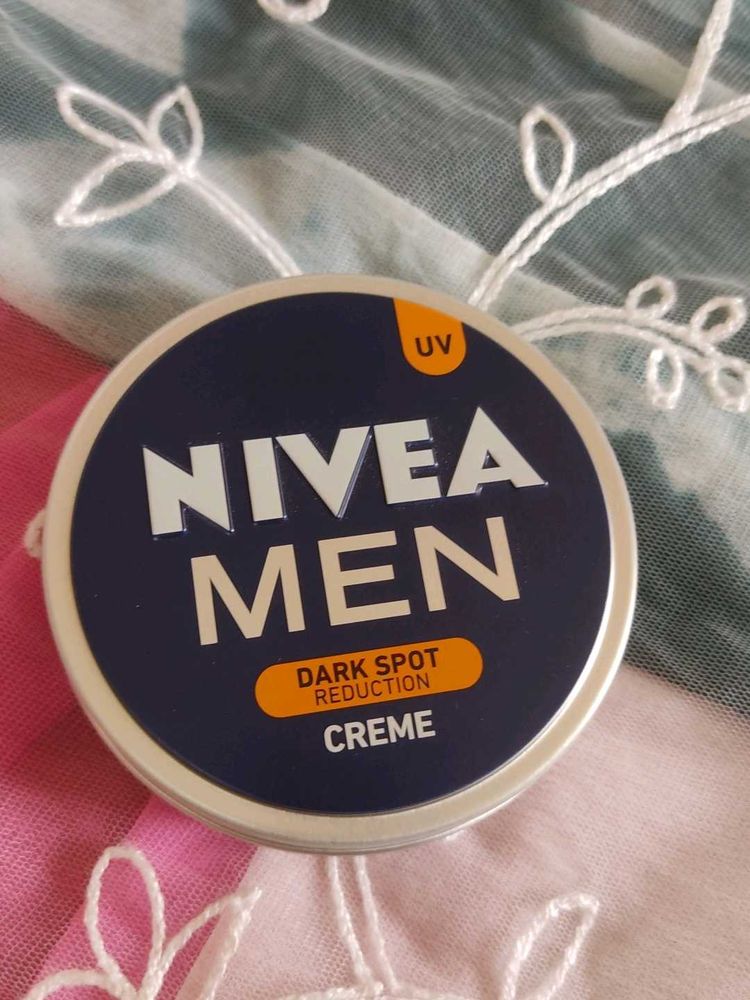 UV
NIVEA
MEN
DARK SPOT
REDUCTION
CREME